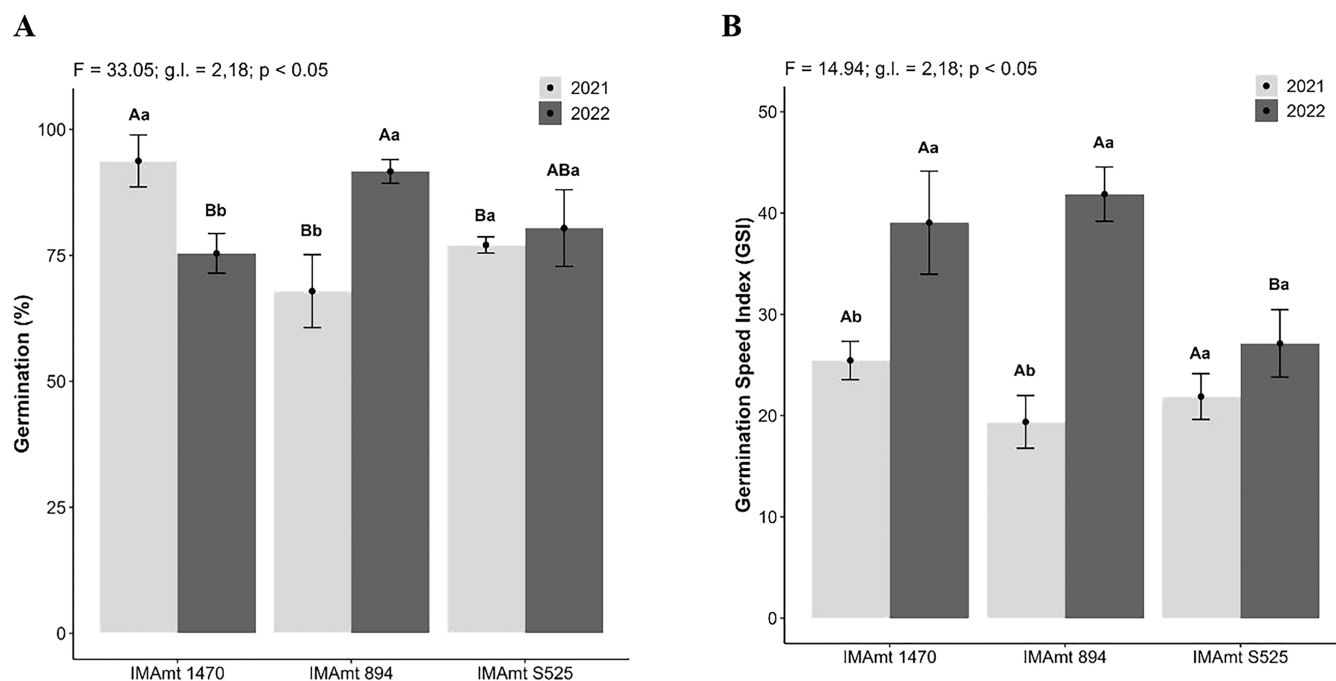 A
F = 33.05; g.l. = 2,18; p < 0.05
2021
2022
Germination (%)
100
75
50
25
0
Aa
Bb
Bb
Aa
Ba
ABa
IMAmt 1470
IMAmt 894
IMAmt S525
B
F = 14.94; g.l. = 2,18; p < 0.05
2021
2022
Germination Speed Index (GSI)
50
40
30
20
10
0
Ab
Aa
Ab
Aa
Aa
Ba
IMAmt 1470
IMAmt 894
IMAmt S525